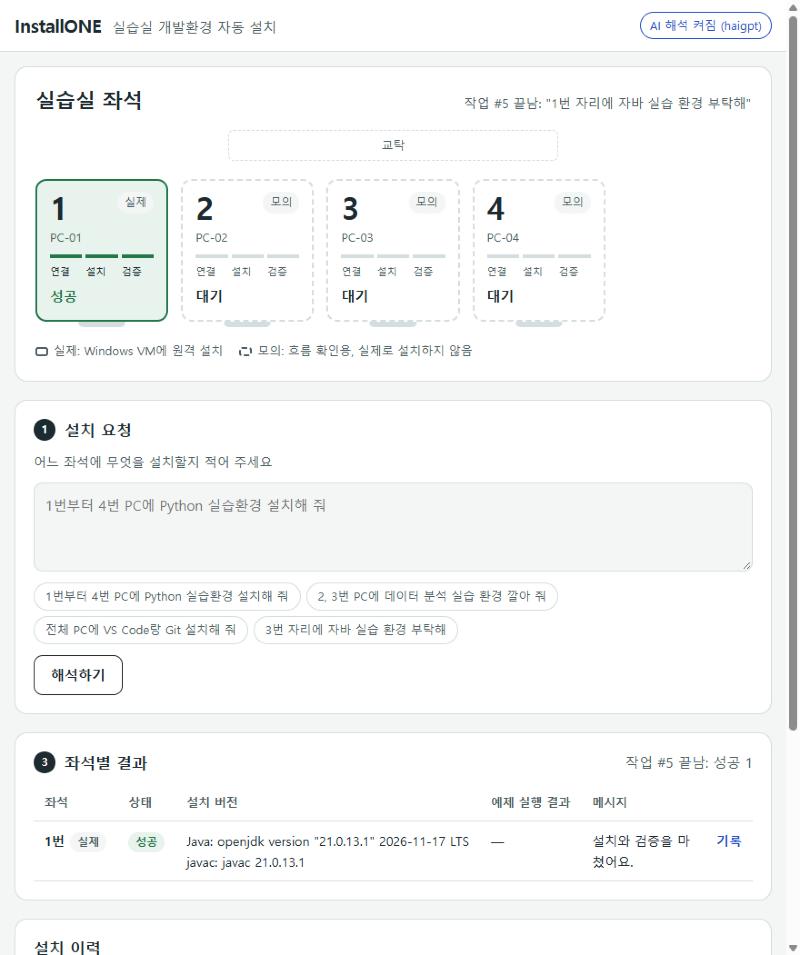 InstallONE 실습실 개발환경 자동 설치
AI 해석 켜짐 (haigpt)
실습실 좌석
작업 #5 끝남: "1번 자리에 자바 실습 환경 부탁해"
교탁
1 실제
PC-01
연결 설치 검증
성공
2 모의
PC-02
연결 설치 검증
대기
3 모의
PC-03
연결 설치 검증
대기
4 모의
PC-04
연결 설치 검증
대기
실제: Windows VM에 원격 설치 모의: 흐름 확인용, 실제로 설치하지 않음
1 설치 요청
어느 좌석에 무엇을 설치할지 적어 주세요
1번부터 4번 PC에 Python 실습환경 설치해 줘
1번부터 4번 PC에 Python 실습환경 설치해 줘
2, 3번 PC에 데이터 분석 실습 환경 깔아 줘
전체 PC에 VS Code랑 Git 설치해 줘
3번 자리에 자바 실습 환경 부탁해
해석하기
3 좌석별 결과
작업 #5 끝남: 성공 1
좌석 상태 설치 버전 예제 실행 결과 메시지
1번 실제 성공 Java: openjdk version "21.0.13.1" 2026-11-17 LTS — 설치와 검증을 마 기록
javac: javac 21.0.13.1 쳤어요.
설치 이력